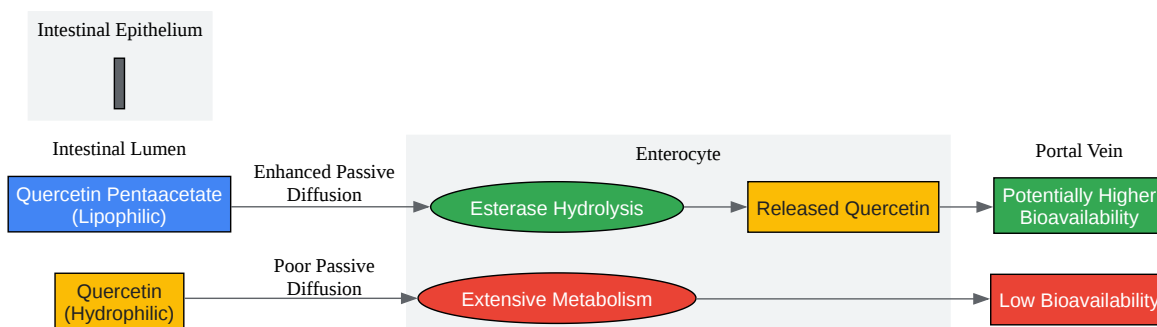 Intestinal Epithelium
Intestinal Lumen
Enterocyte
Portal Vein
Quercetin Pentaacetate
(Lipophilic)
Enhanced Passive
Diffusion
Esterase Hydrolysis
Released Quercetin
Potentially Higher
Bioavailability
Quercetin
(Hydrophilic)
Poor Passive
Diffusion
Extensive Metabolism
Low Bioavailability